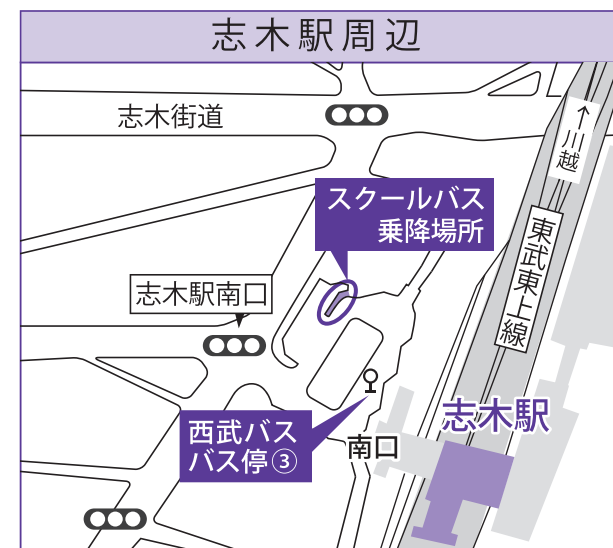 志木駅周辺
志木街道
↑川越
スクールバス
乗降場所
東武東上線
志木駅南口
志木駅
西武バス
バス停③
南口